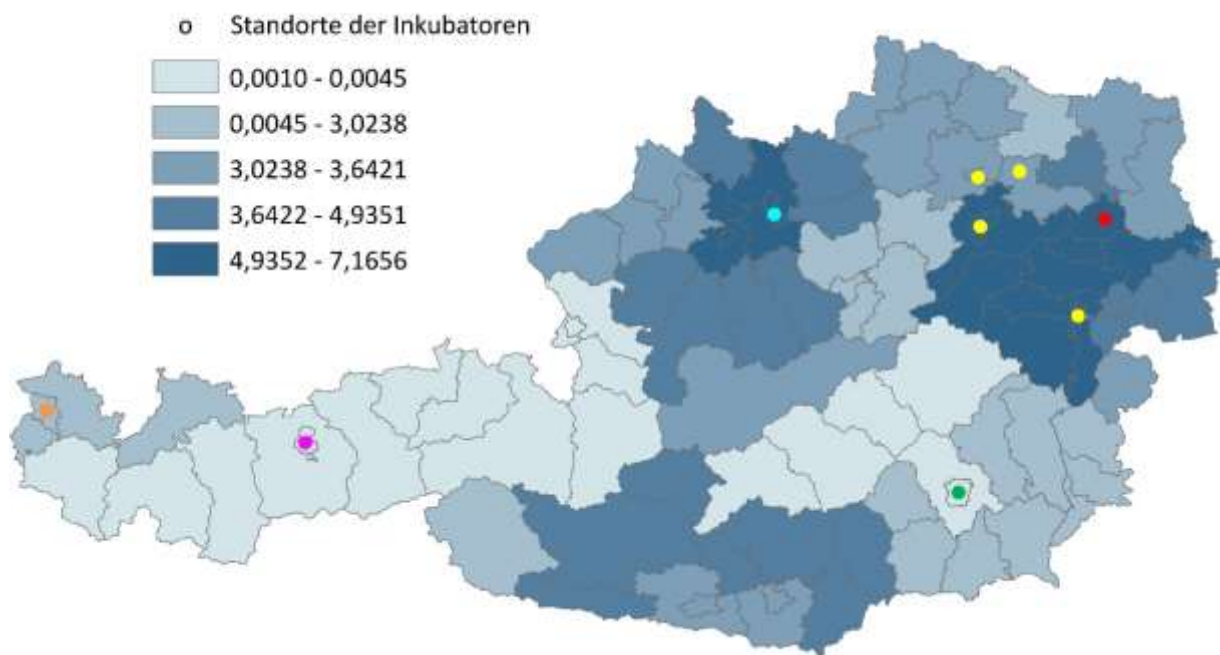 o Standorte der Inkubatoren
0,0010 - 0,0045
0,0045 - 3,0238
3,0238 - 3,6421
3,6422 - 4,9351
4,9352 - 7,1656